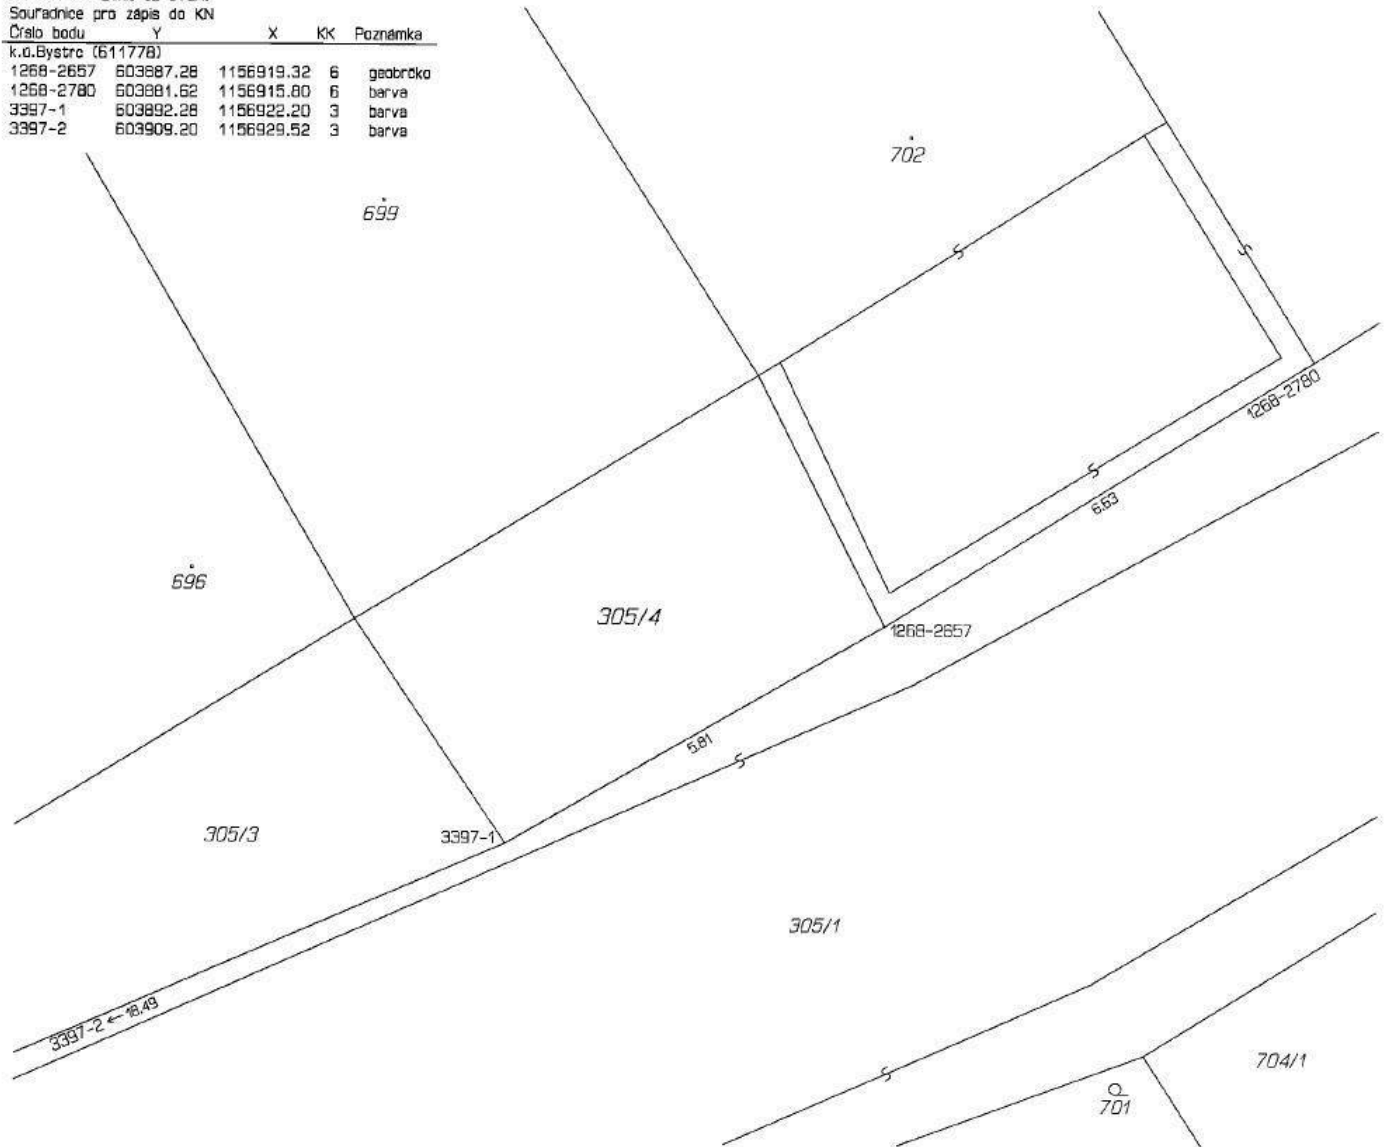 Souřadnice pro zápis do KN
Číslo bodu Y X KK Poznámka
k.ú.Bystrc (611778)
1268-2657 603887.28 1156919.32 6 geobrčko
1268-2780 603881.62 1156915.80 6 barva
3397-1 603892.28 1156922.20 3 barva
3397-2 603909.20 1156929.52 3 barva
702
699
1268-2780
6.63
696
305/4
1268-2657
5.81
305/3
3397-1
305/1
3397-2 ← 18.49
704/1
701